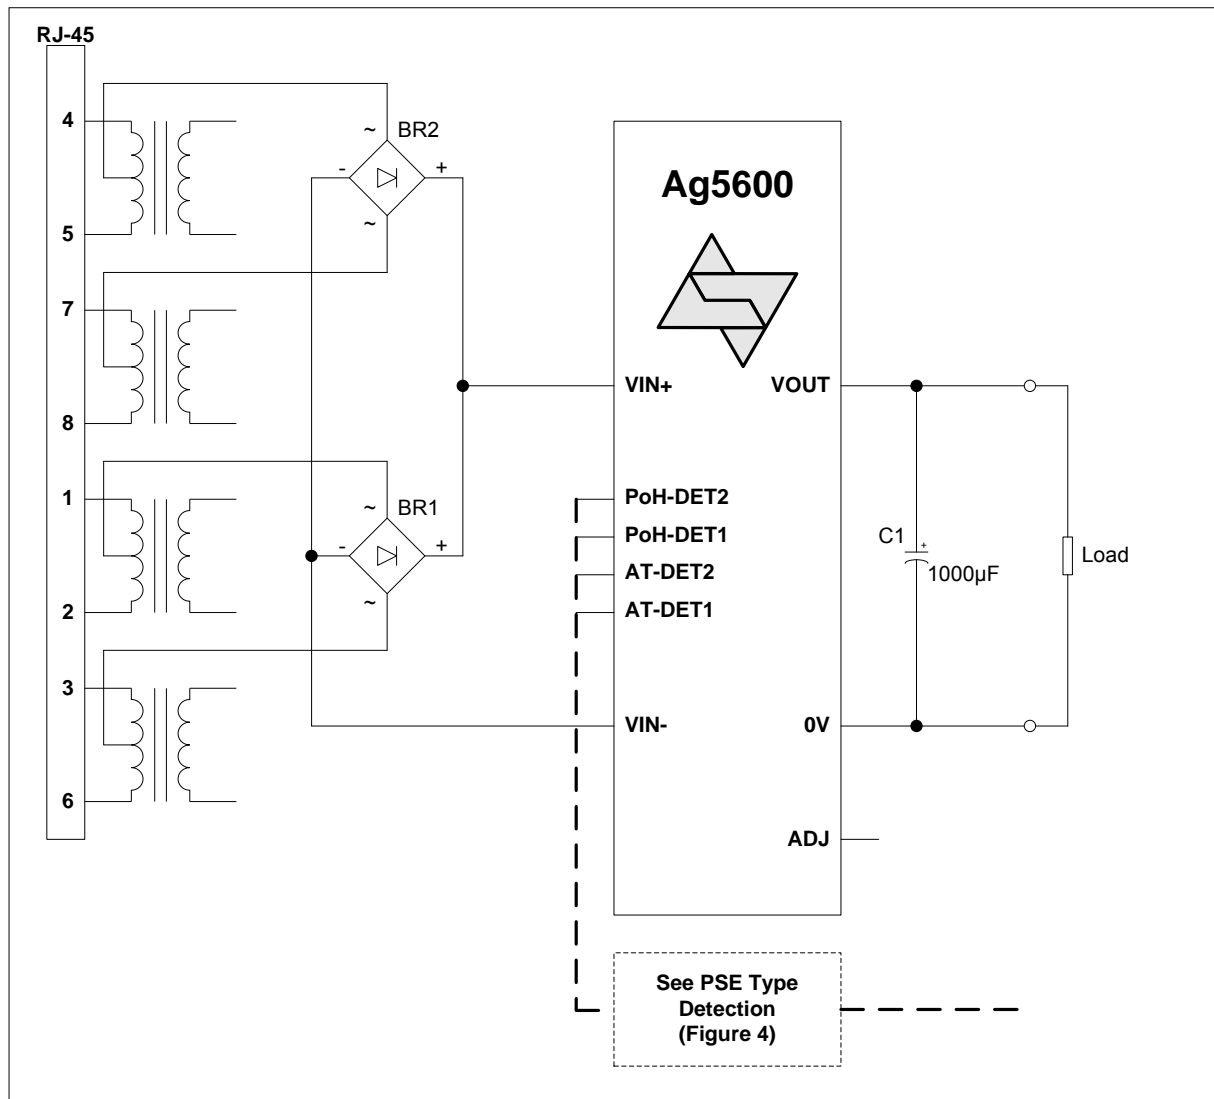 RJ-45
4
5
7
8
1
2
3
6
~
BR2
-
+
~
~
BR1
-
+
~
Ag5600
VIN+
VOUT
PoH-DET2
PoH-DET1
AT-DET2
AT-DET1
VIN-
0V
ADJ
C1
+
1000µF
Load
See PSE Type
Detection
(Figure 4)